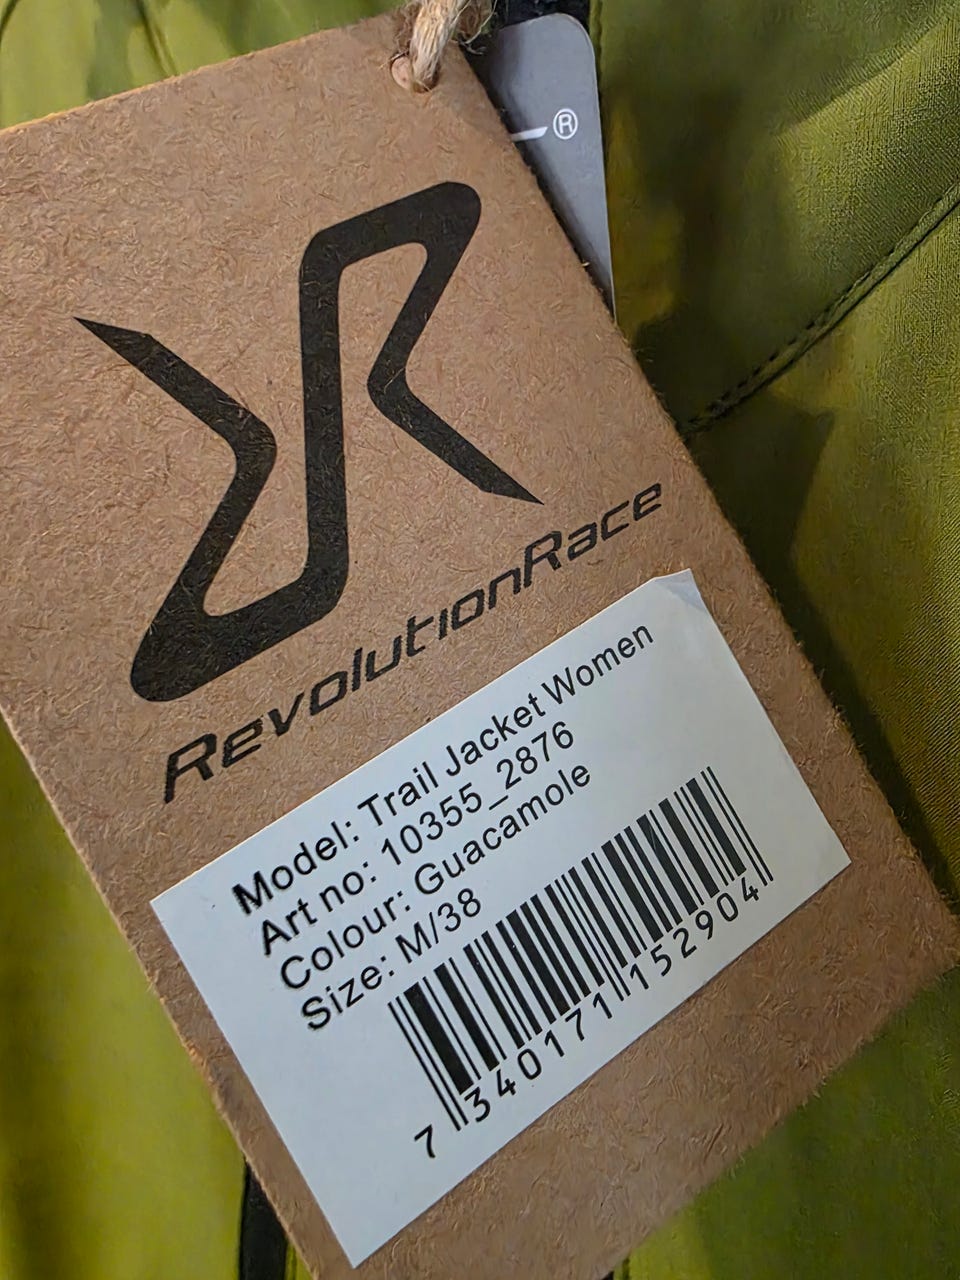 ®
RevolutionRace
Model: Trail Jacket Women
Art no: 10355_2876
Colour: Guacamole
Size: M/38
7 340171 152904